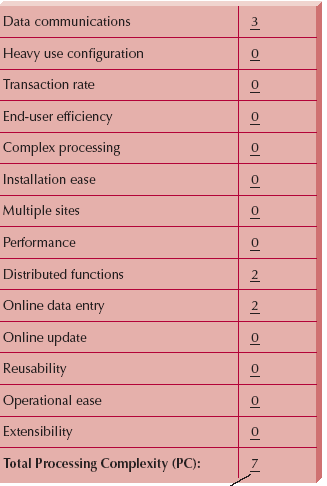 Data communications 3
Heavy use configuration 0
Transaction rate 0
End-user efficiency 0
Complex processing 0
Installation ease 0
Multiple sites 0
Performance 0
Distributed functions 2
Online data entry 2
Online update 0
Reusability 0
Operational ease 0
Extensibility 0
Total Processing Complexity (PC): 7